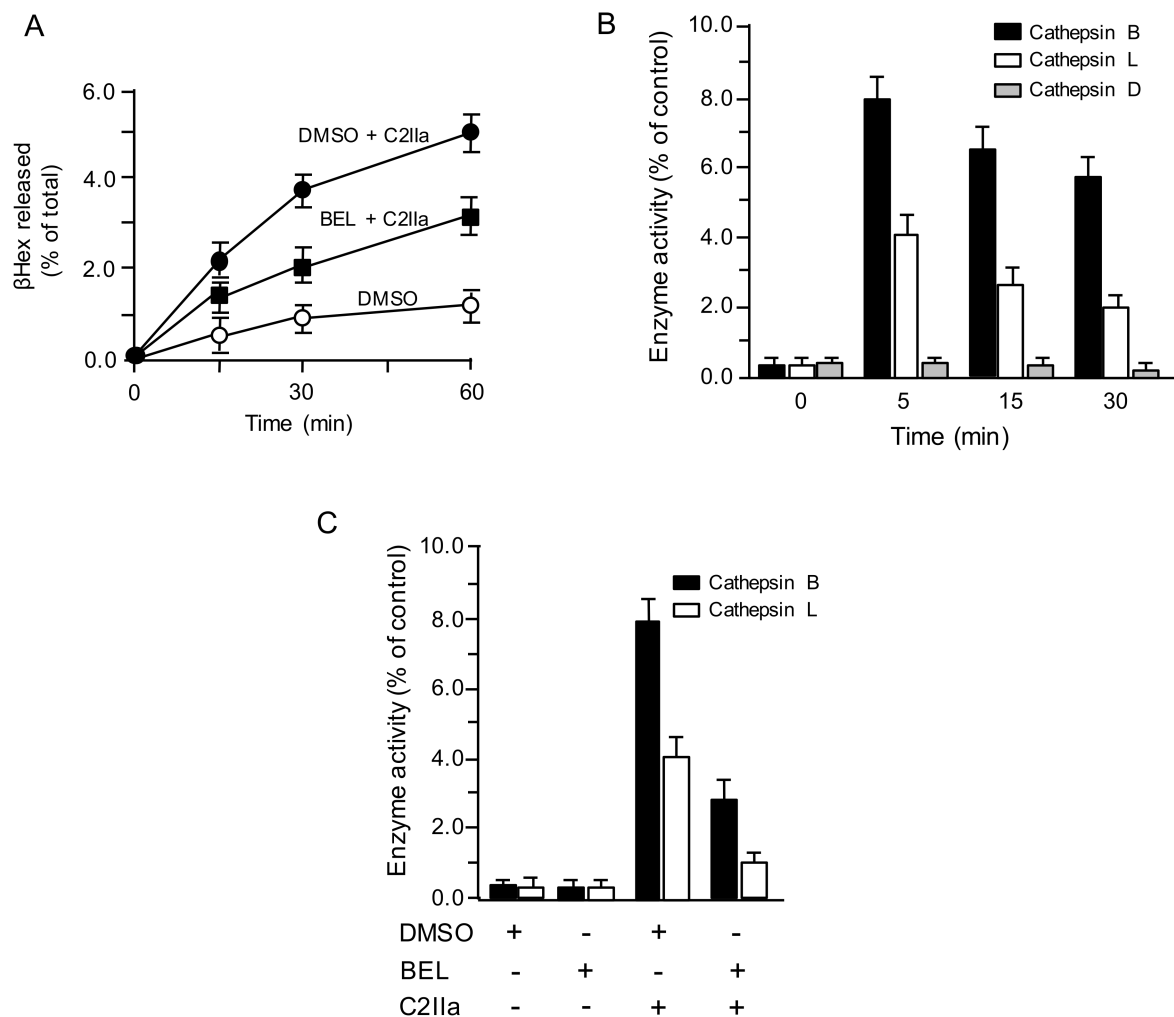 A
βHex released
(% of total)
6.0
4.0
2.0
0.0
DMSO + C2IIa
BEL + C2IIa
DMSO
0
30
60
Time (min)
B
Enzyme activity (% of control)
10.0
8.0
6.0
4.0
2.0
0.0
Cathepsin B
Cathepsin L
Cathepsin D
0
5
15
30
Time (min)
C
Enzyme activity (% of control)
10.0
8.0
6.0
4.0
2.0
0.0
Cathepsin B
Cathepsin L
DMSO + - + -
BEL - + - +
C2IIa - - + +